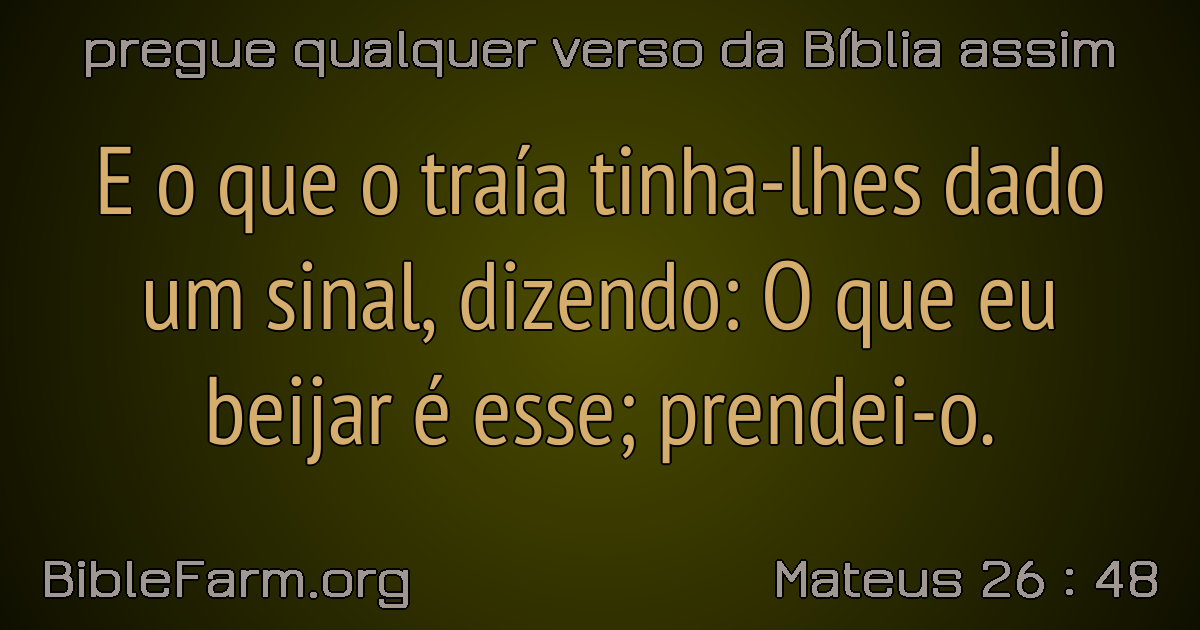 pregue qualquer verso da Bíblia assim
E o que o traía tinha-lhes dado
um sinal, dizendo: O que eu
beijar é esse; prendei-o.
BibleFarm.org
Mateus 26 : 48